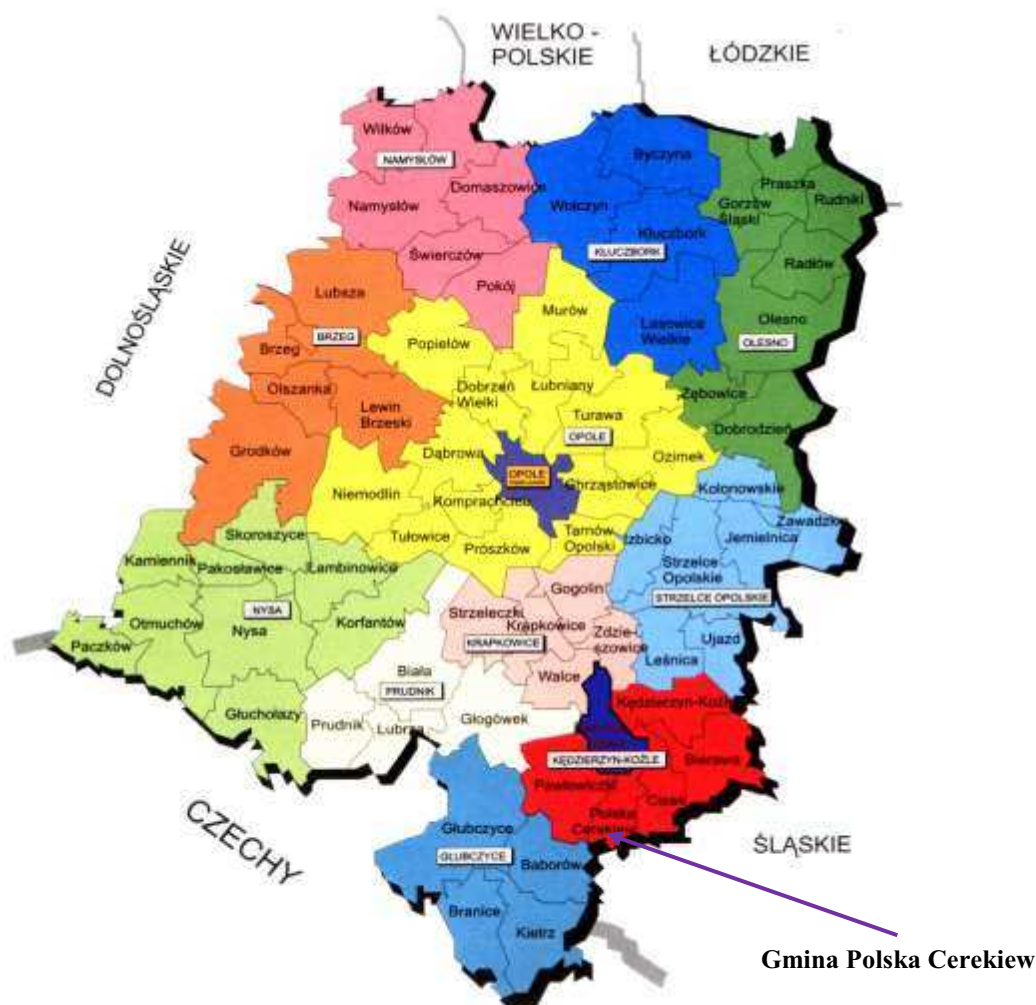 WIELKO -
POLSKIE
ŁÓDZKIE
Wilków
NAMYSŁÓW
Byczyna
Domaszowice
Praszka
Rudniki
Namysłów
Wołczyn
Gorzów
Śląski
Kluczbork
KLUCZBORK
Świerczów
Radłów
DOLNOŚLĄSKIE
Lubsza
Pokój
Murów
Olesno
OLESNO
BRZEG
Lasowice
Wielkie
Brzeg
Popielów
Olszanka
Dobrzeń
Wielki
Łubniany
Zębowice
Lewin
Brzeski
Turawa
OPOLE
Dobrodzień
Grodków
Dąbrowa
Ozimek
OPOLE
Chrząstowice
Kolonowskie
Niemodlin
Komprachcice
Zawadzkie
Skoroszyce
Tułowice
Prószków
Tarnów
Opolski
Izbicko
Jemielnica
Kamiennik
Pakosławice
Łambinowice
Strzelce
Opolskie
STRZELCE OPOLSKIE
Gogolin
Otmuchów
NYSA
Nysa
Korfantów
Strzeleczki
Krapkowice
KRAPKOWICE
Zdzie-
szowice
Ujazd
Paczków
Leśnica
Biała
PRUDNIK
Walce
Głuchołazy
Prudnik
Lubrza
Głogówek
Kędzierzyn-Koźle
KĘDZIERZYN-KOŹLE
Bierawa
Pawłowiczki
Cisek
Polska
Cerekiew
CZECHY
Głubczyce
GŁUBCZYCE
Baborów
ŚLĄSKIE
Branice
Kietrz
Gmina Polska Cerekiew